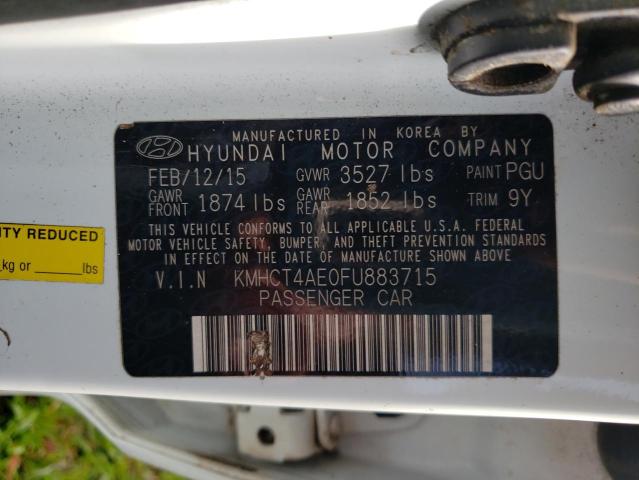 MANUFACTURED IN KOREA BY
HYUNDAI MOTOR COMPANY
FEB/12/15 GVWR 3527 lbs PAINT PGU
GAWR FRONT 1874 lbs GAWR REAR 1852 lbs TRIM 9Y
THIS VEHICLE CONFORMS TO ALL APPLICABLE U.S.A. FEDERAL
MOTOR VEHICLE SAFETY, BUMPER, AND THEFT PREVENTION STANDARDS
IN EFFECT ON THE DATE OF MANUFACTURE SHOWN ABOVE
V.I.N KMHCT4AE0FU883715
PASSENGER CAR
TY REDUCED
kg or ______lbs